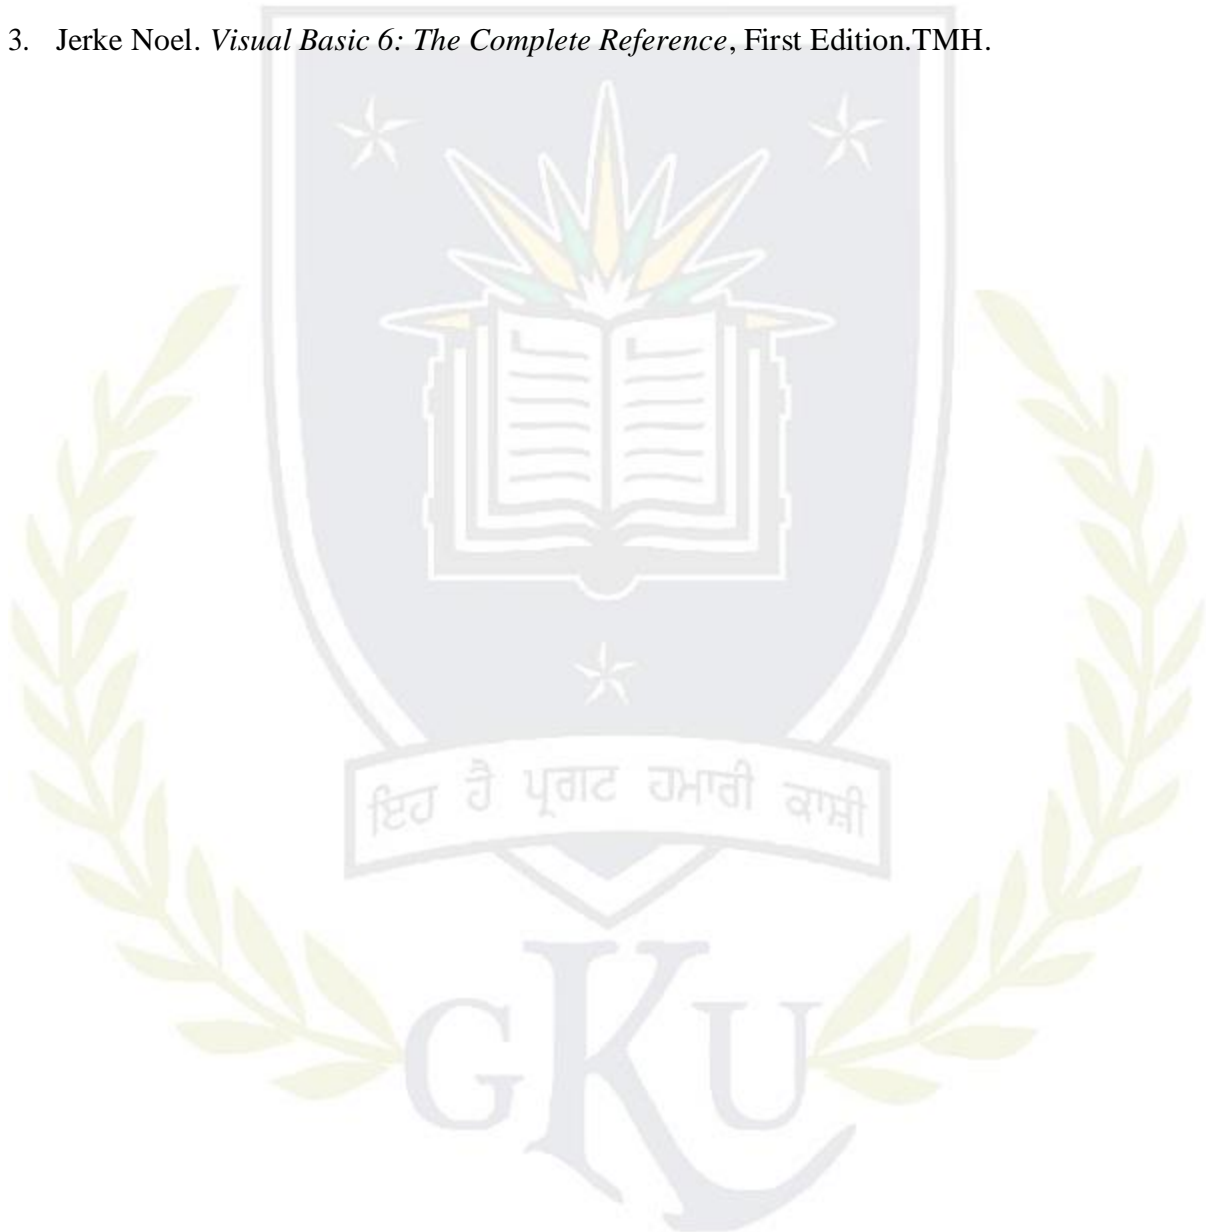 3. Jerke Noel. Visual Basic 6: The Complete Reference, First Edition.TMH.
ਇਹ ਹੈ ਪ੍ਰਗਟ ਹਮਾਰੀ ਕਾਸ਼ੀ
GKU